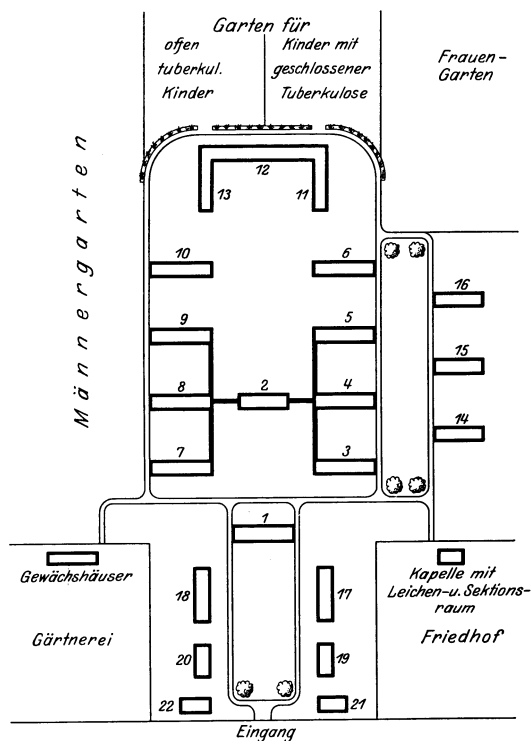 Garten für
offen
tuberkul.
Kinder
Kinder mit
geschlossener
Tuberkulose
Frauen-
Garten
Männergarten
12
13
11
10
6
16
9
5
15
8
2
4
14
7
3
1
Gewächshäuser
Kapelle mit
Leichen-u. Sektions-
raum
18
17
Gärtnerei
Friedhof
20
19
22
21
Eingang